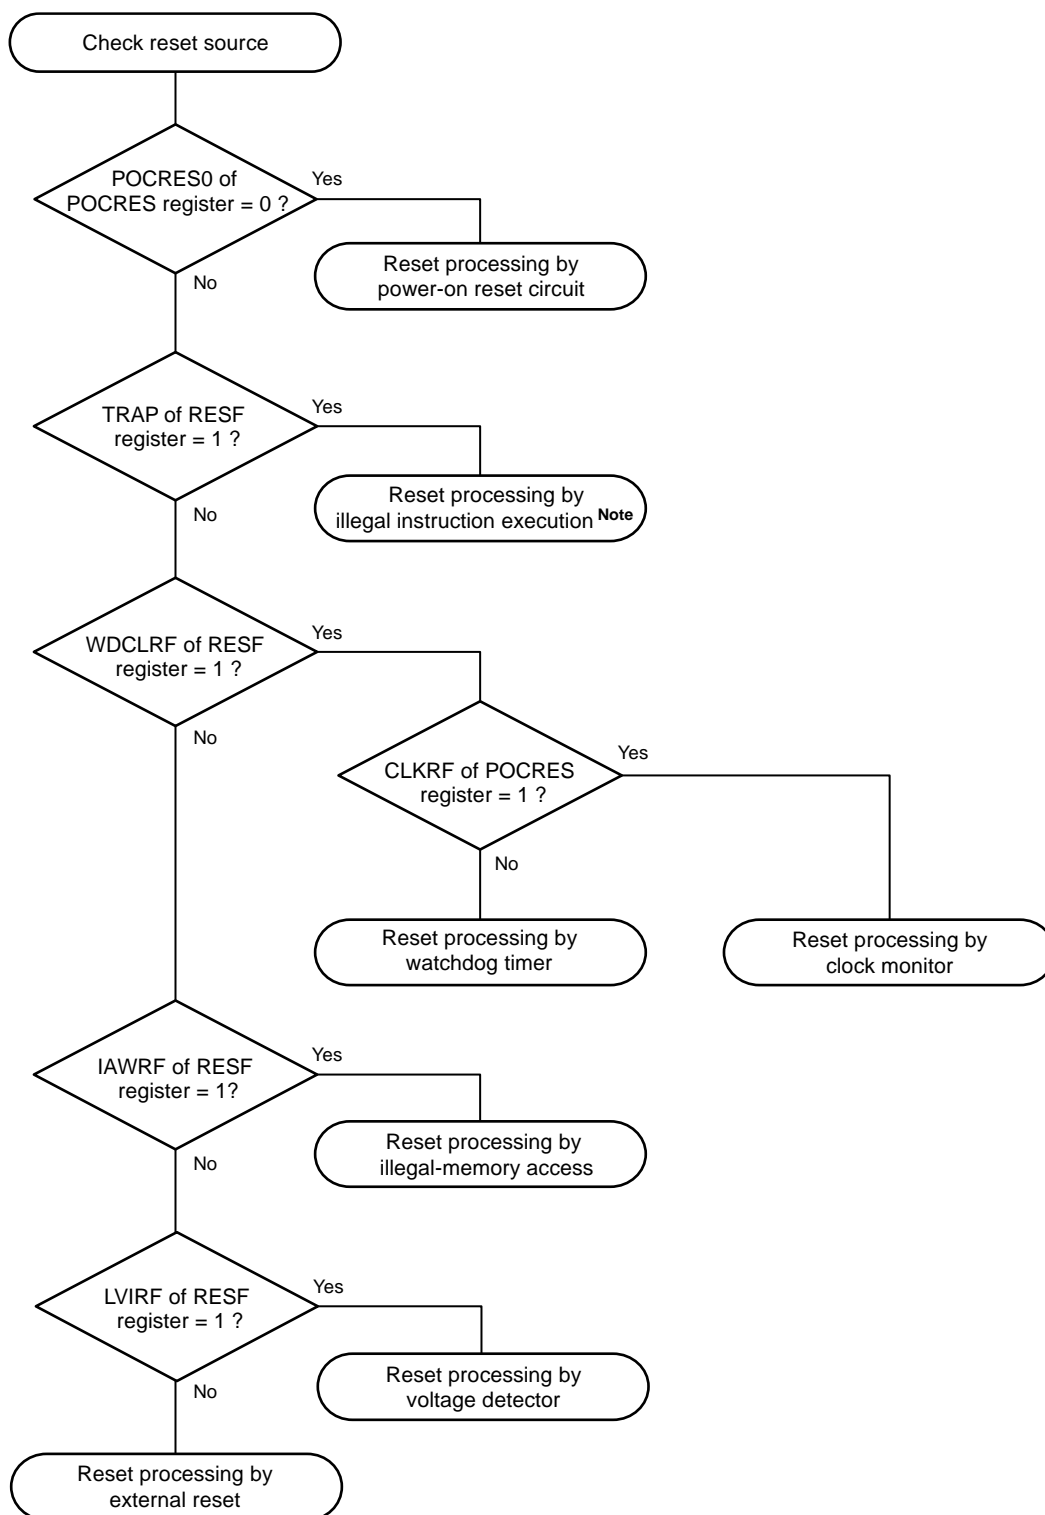 Check reset source
POCRES0 of
POCRES register = 0 ?
Yes
Reset processing by
power-on reset circuit
No
TRAP of RESF
register = 1 ?
Yes
Reset processing by
illegal instruction execution Note
No
WDCLRF of RESF
register = 1 ?
Yes
No
CLKRF of POCRES
register = 1 ?
Yes
No
Reset processing by
watchdog timer
Reset processing by
clock monitor
IAWRF of RESF
register = 1?
Yes
Reset processing by
illegal-memory access
No
LVIRF of RESF
register = 1 ?
Yes
Reset processing by
voltage detector
No
Reset processing by
external reset